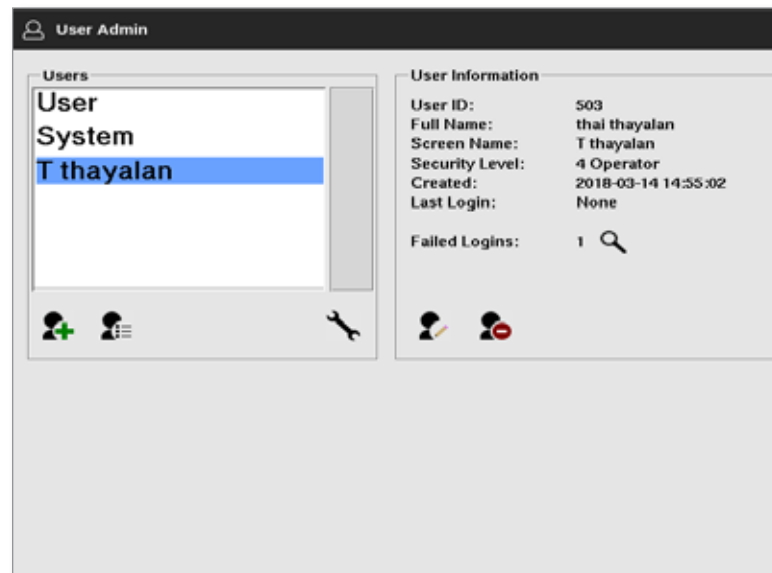 User Admin
Users
User
System
T thayalan
User Information
User ID: 503
Full Name: thai thayalan
Screen Name: T thayalan
Security Level: 4 Operator
Created: 2018-03-14 14:55:02
Last Login: None
Failed Logins: 1